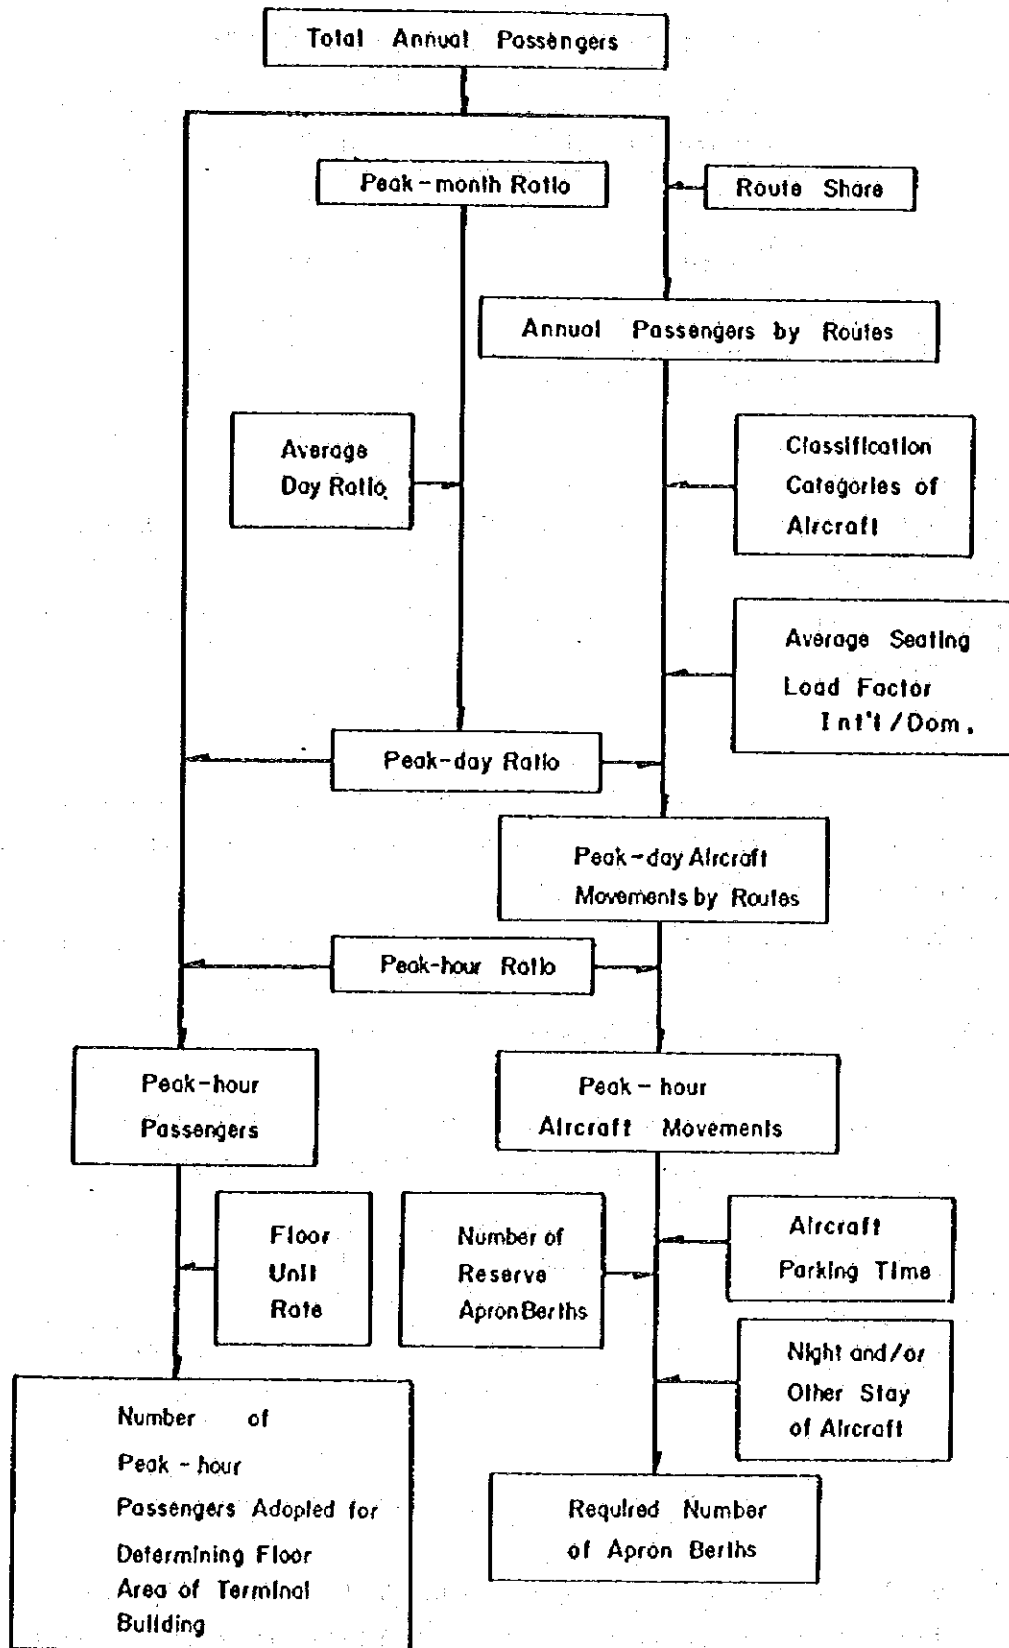 Total Annual Passengers
Peak-month Ratio
Route Share
Annual Passengers by Routes
Average
Day Ratio
Classification
Categories of
Aircraft
Average Seating
Load Factor
Int'l/Dom.
Peak-day Ratio
Peak-day Aircraft
Movements by Routes
Peak-hour Ratio
Peak-hour
Passengers
Peak-hour
Aircraft Movements
Floor
Unit
Rate
Number of
Reserve
Apron Berths
Aircraft
Parking Time
Night and/or
Other Stay
of Aircraft
Number of
Peak-hour
Passengers Adopled for
Determining Floor
Area of Terminal
Building
Required Number
of Apron Berths